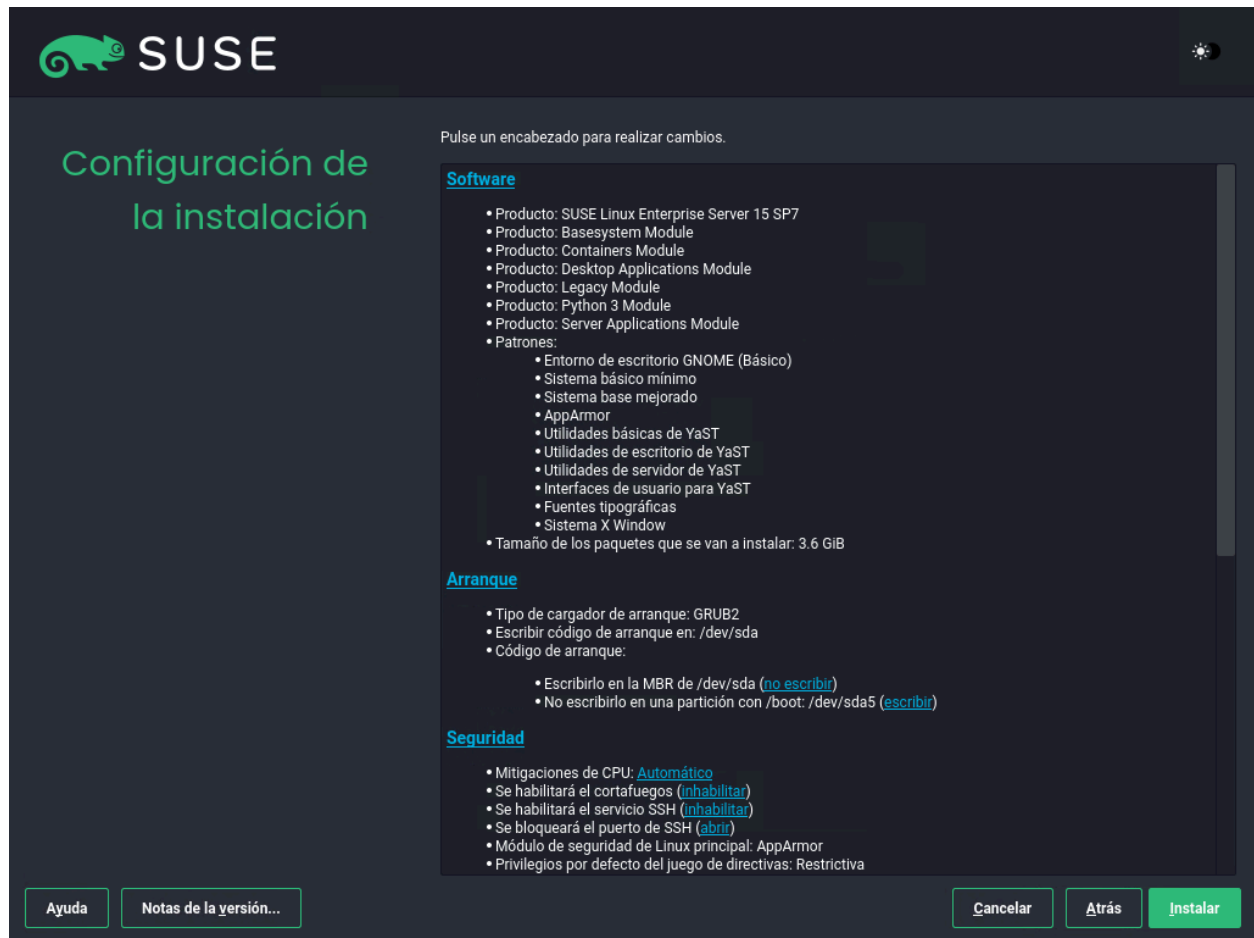 SUSE
Configuración de
la instalación
Pulse un encabezado para realizar cambios.
Software
• Producto: SUSE Linux Enterprise Server 15 SP7
• Producto: Basesystem Module
• Producto: Containers Module
• Producto: Desktop Applications Module
• Producto: Legacy Module
• Producto: Python 3 Module
• Producto: Server Applications Module
• Patrones:
• Entorno de escritorio GNOME (Básico)
• Sistema básico mínimo
• Sistema base mejorado
• AppArmor
• Utilidades básicas de YaST
• Utilidades de escritorio de YaST
• Utilidades de servidor de YaST
• Interfaces de usuario para YaST
• Fuentes tipográficas
• Sistema X Window
• Tamaño de los paquetes que se van a instalar: 3.6 GiB
Arranque
• Tipo de cargador de arranque: GRUB2
• Escribir código de arranque en: /dev/sda
• Código de arranque:
• Escribirlo en la MBR de /dev/sda (no escribir)
• No escribirlo en una partición con /boot: /dev/sda5 (escribir)
Seguridad
• Mitigaciones de CPU: Automático
• Se habilitará el cortafuegos (inhabilitar)
• Se habilitará el servicio SSH (inhabilitar)
• Se bloqueará el puerto de SSH (abrir)
• Módulo de seguridad de Linux principal: AppArmor
• Privilegios por defecto del juego de directivas: Restrictiva
Ayuda
Notas de la versión...
Cancelar
Atrás
Instalar